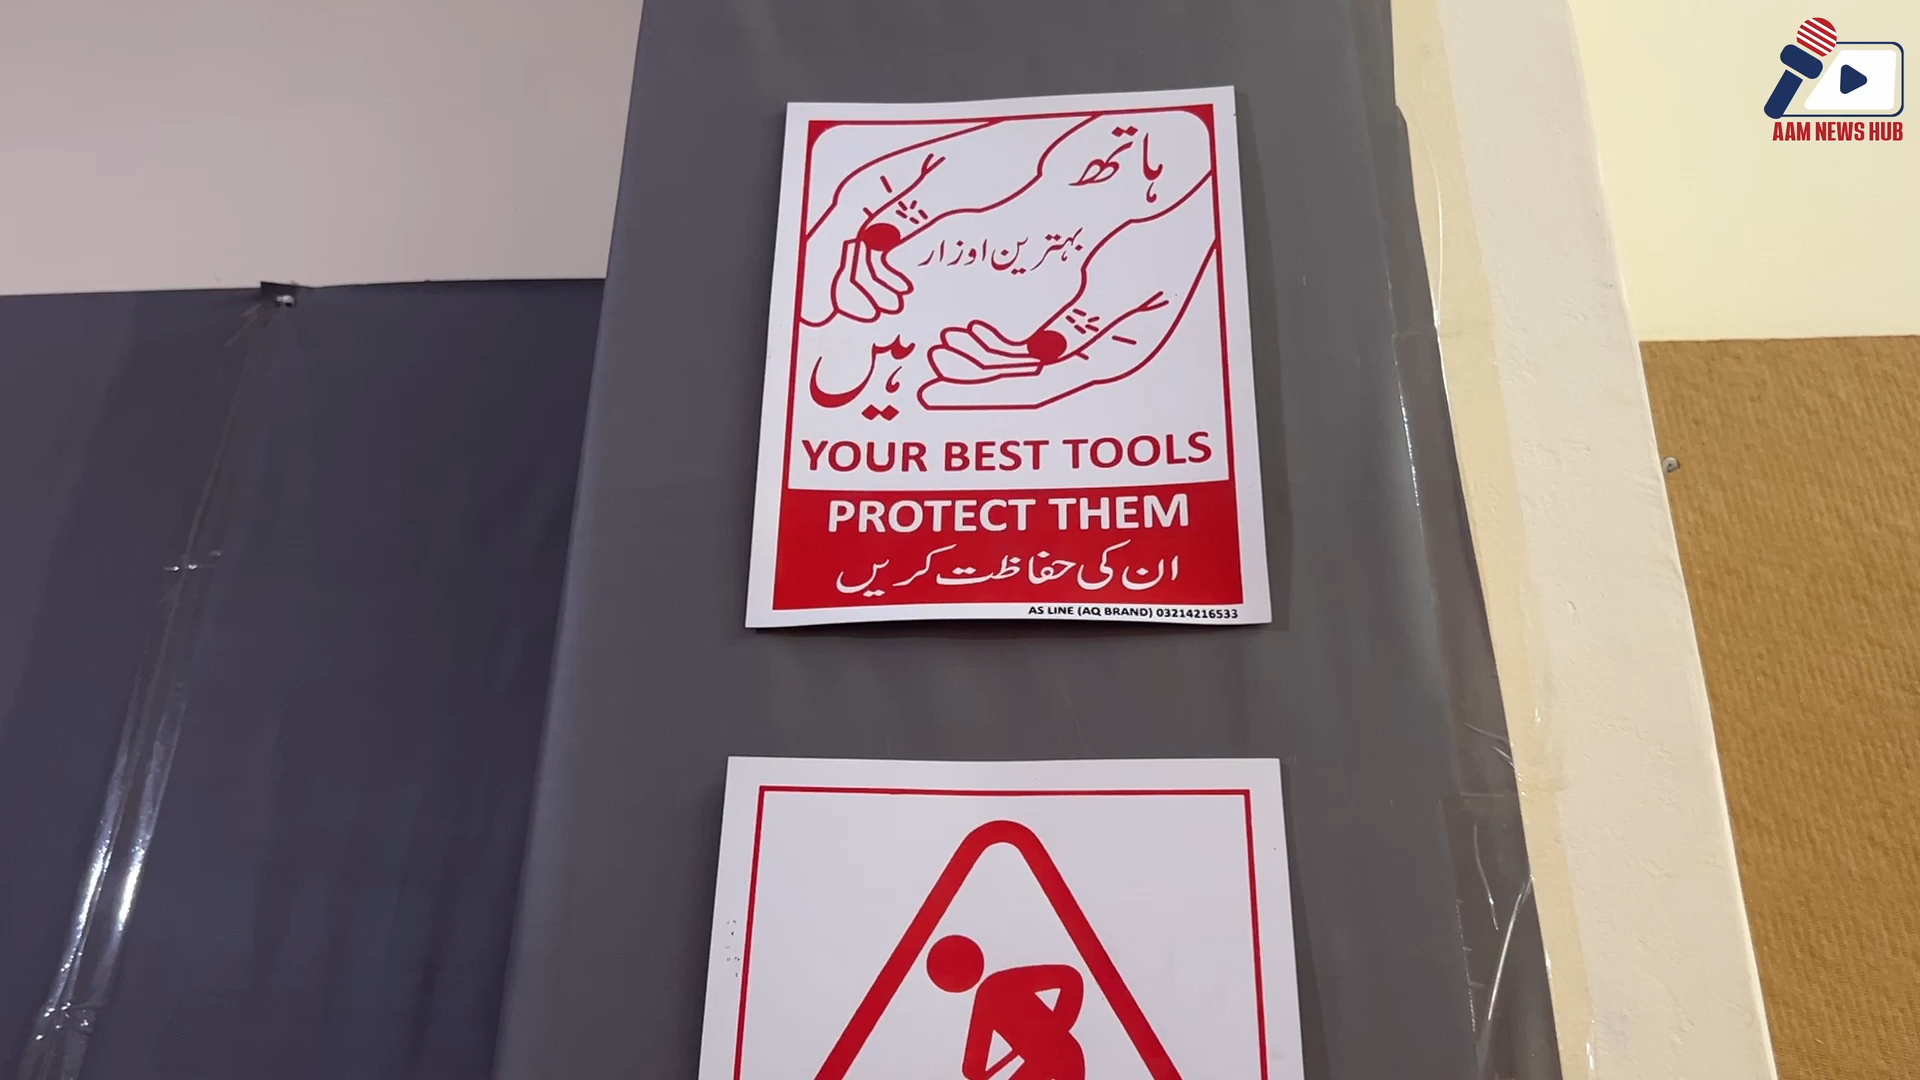 AAM NEWS HUB
ہاتھ
بہترین اوزار
ہیں
YOUR BEST TOOLS
PROTECT THEM
ان کی حفاظت کریں
AS LINE (AQ BRAND) 03214216533